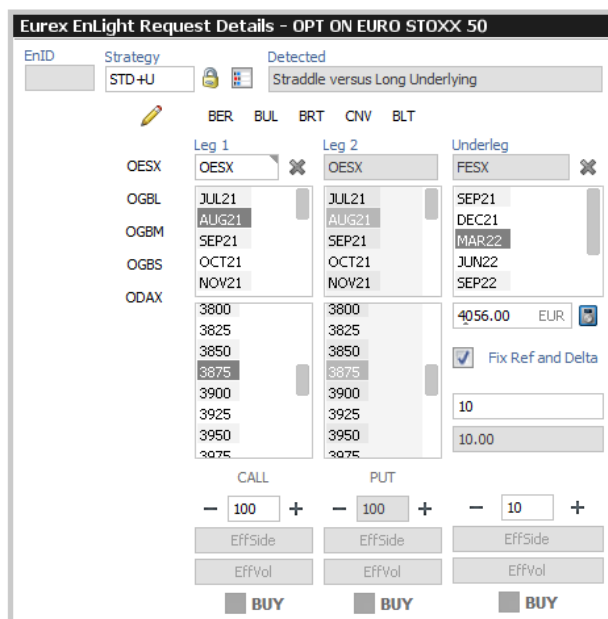 Eurex EnLight Request Details - OPT ON EURO STOXX 50
EnID Strategy Detected
STD+U Straddle versus Long Underlying
BER BUL BRT CNV BLT
Leg 1 Leg 2 Underleg
OESX OESX OESX FESX
OGBL JUL21 JUL21 SEP21
AUG21 AUG21 DEC21
OGBM SEP21 SEP21 MAR22
OGBS OCT21 OCT21 JUN22
NOV21 NOV21 SEP22
ODAX
3800 3800 4056.00 EUR
3825 3825
3850 3850 Fix Ref and Delta
3875 3875
3900 3900 10
3925 3925
3950 3950 10.00
3975 3975
CALL PUT
− 100 + − 100 + − 10 +
EffSide EffSide EffSide
EffVol EffVol EffVol
BUY BUY BUY